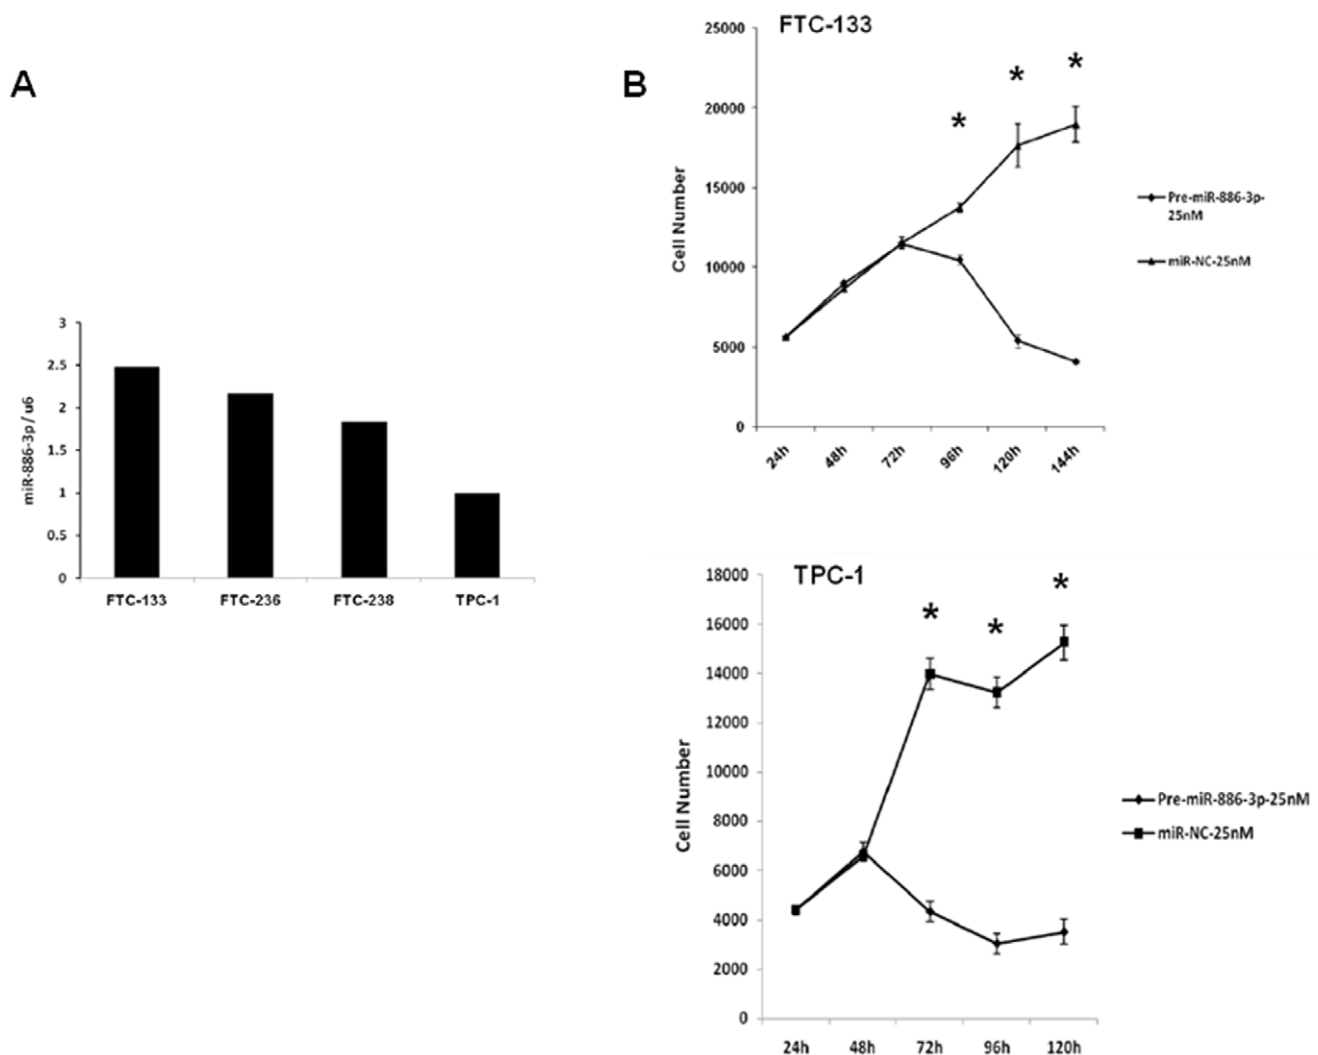 A
miR-886-3p / u6
3
2.5
2
1.5
1
0.5
0
FTC-133
FTC-236
FTC-238
TPC-1
B
FTC-133
Cell Number
25000
20000
15000
10000
5000
0
24h
48h
72h
96h
120h
144h
*
*
*
Pre-miR-886-3p-
25nM
miR-NC-25nM
TPC-1
Cell Number
18000
16000
14000
12000
10000
8000
6000
4000
2000
0
24h
48h
72h
96h
120h
*
*
*
Pre-miR-886-3p-25nM
miR-NC-25nM